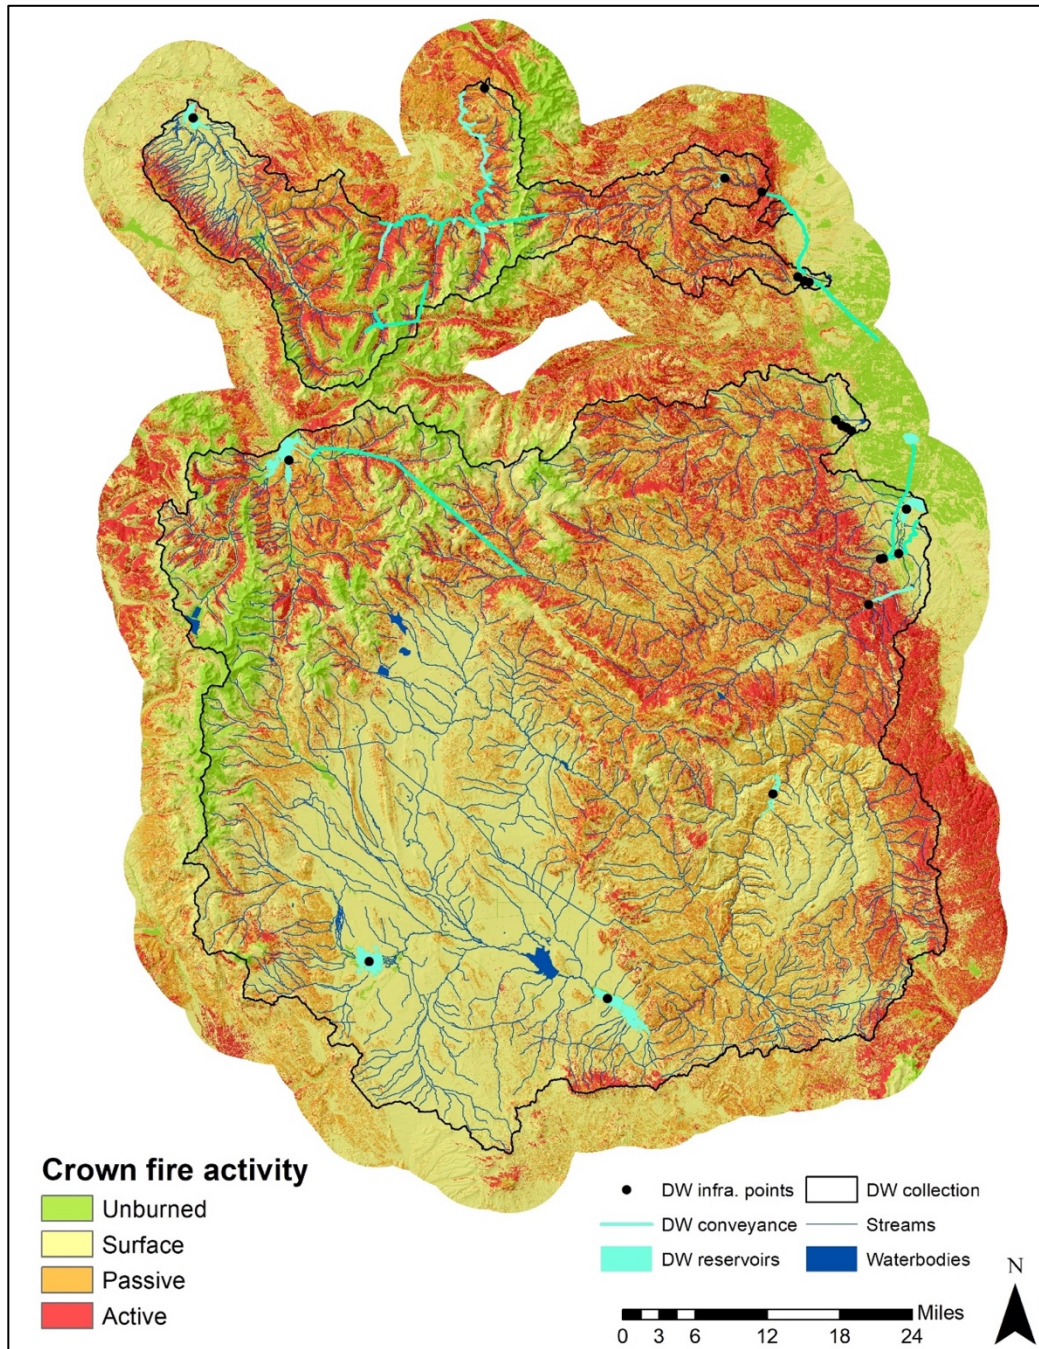 Crown fire activity
Unburned
Surface
Passive
Active
DW infra. points
DW collection
DW conveyance
Streams
DW reservoirs
Waterbodies
Miles
0 3 6 12 18 24
N